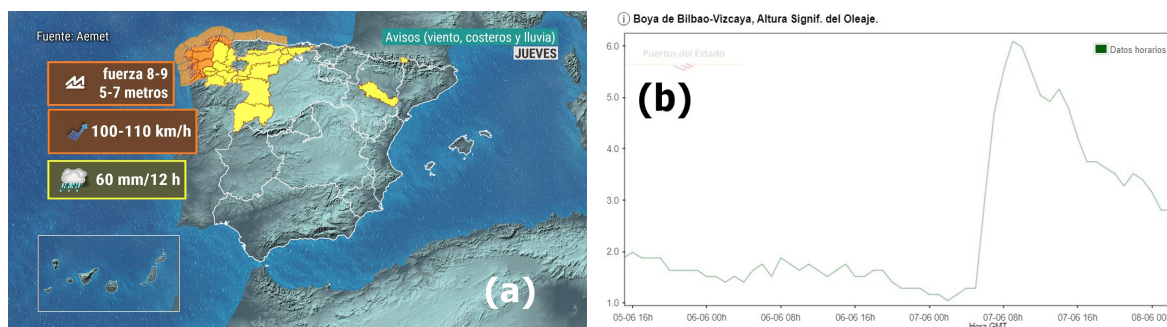 Fuente: Aemet
Avisos (viento, costeros y lluvia)
JUEVES
fuerza 8-9
5-7 metros
100-110 km/h
60 mm/12 h
(a)
i Boya de Bilbao-Vizcaya, Altura Signif. del Oleaje.
6.0
5.0
4.0
2.0
1.0
Puertos del Estado
Datos horarios
(b)
05-06 16h
06-06 00h
06-06 08h
06-06 16h
07-06 00h
07-06 08h
07-06 16h
08-06 00
Hora GMT